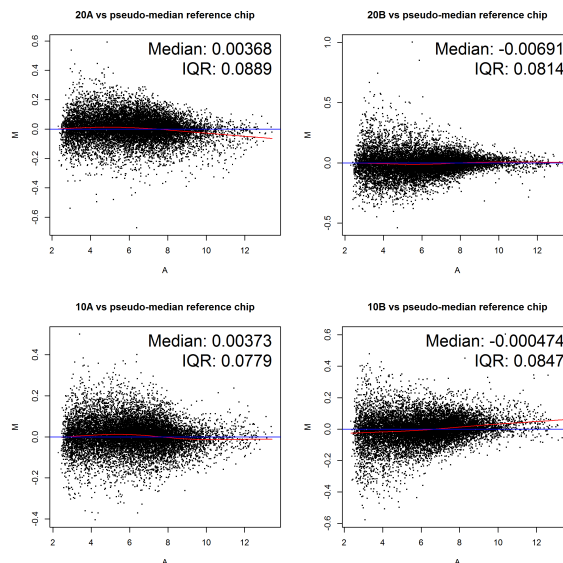 20A vs pseudo-median reference chip
Median: 0.00368
IQR: 0.0889
0.6
0.4
0.2
0.0
-0.2
-0.4
-0.6
M
2 4 6 8 10 12
A
20B vs pseudo-median reference chip
Median: -0.00691
IQR: 0.0814
1.0
0.5
0.0
-0.5
M
2 4 6 8 10 12
A
10A vs pseudo-median reference chip
Median: 0.00373
IQR: 0.0779
0.4
0.2
0.0
-0.2
-0.4
M
2 4 6 8 10 12
A
10B vs pseudo-median reference chip
Median: -0.000474
IQR: 0.0847
0.6
0.4
0.2
0.0
-0.2
-0.4
-0.6
M
2 4 6 8 10 12
A